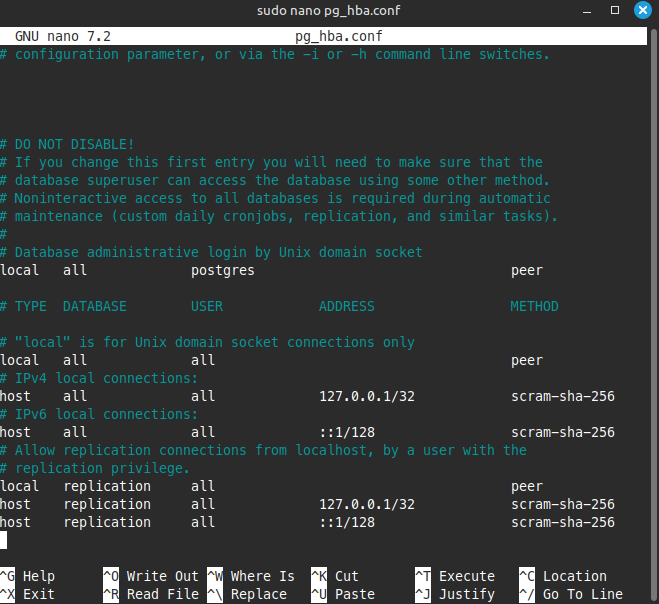 sudo nano pg_hba.conf
GNU nano 7.2 pg_hba.conf
# configuration parameter, or via the -i or -h command line switches.
# DO NOT DISABLE!
# If you change this first entry you will need to make sure that the
# database superuser can access the database using some other method.
# Noninteractive access to all databases is required during automatic
# maintenance (custom daily cronjobs, replication, and similar tasks).
#
# Database administrative login by Unix domain socket
local all postgres peer
# TYPE DATABASE USER ADDRESS METHOD
# "local" is for Unix domain socket connections only
local all all peer
# IPv4 local connections:
host all all 127.0.0.1/32 scram-sha-256
# IPv6 local connections:
host all all ::1/128 scram-sha-256
# Allow replication connections from localhost, by a user with the
# replication privilege.
local replication all peer
host replication all 127.0.0.1/32 scram-sha-256
host replication all ::1/128 scram-sha-256
^G Help ^O Write Out ^W Where Is ^K Cut ^T Execute ^C Location
^X Exit ^R Read File ^\ Replace ^U Paste ^J Justify ^/ Go To Line